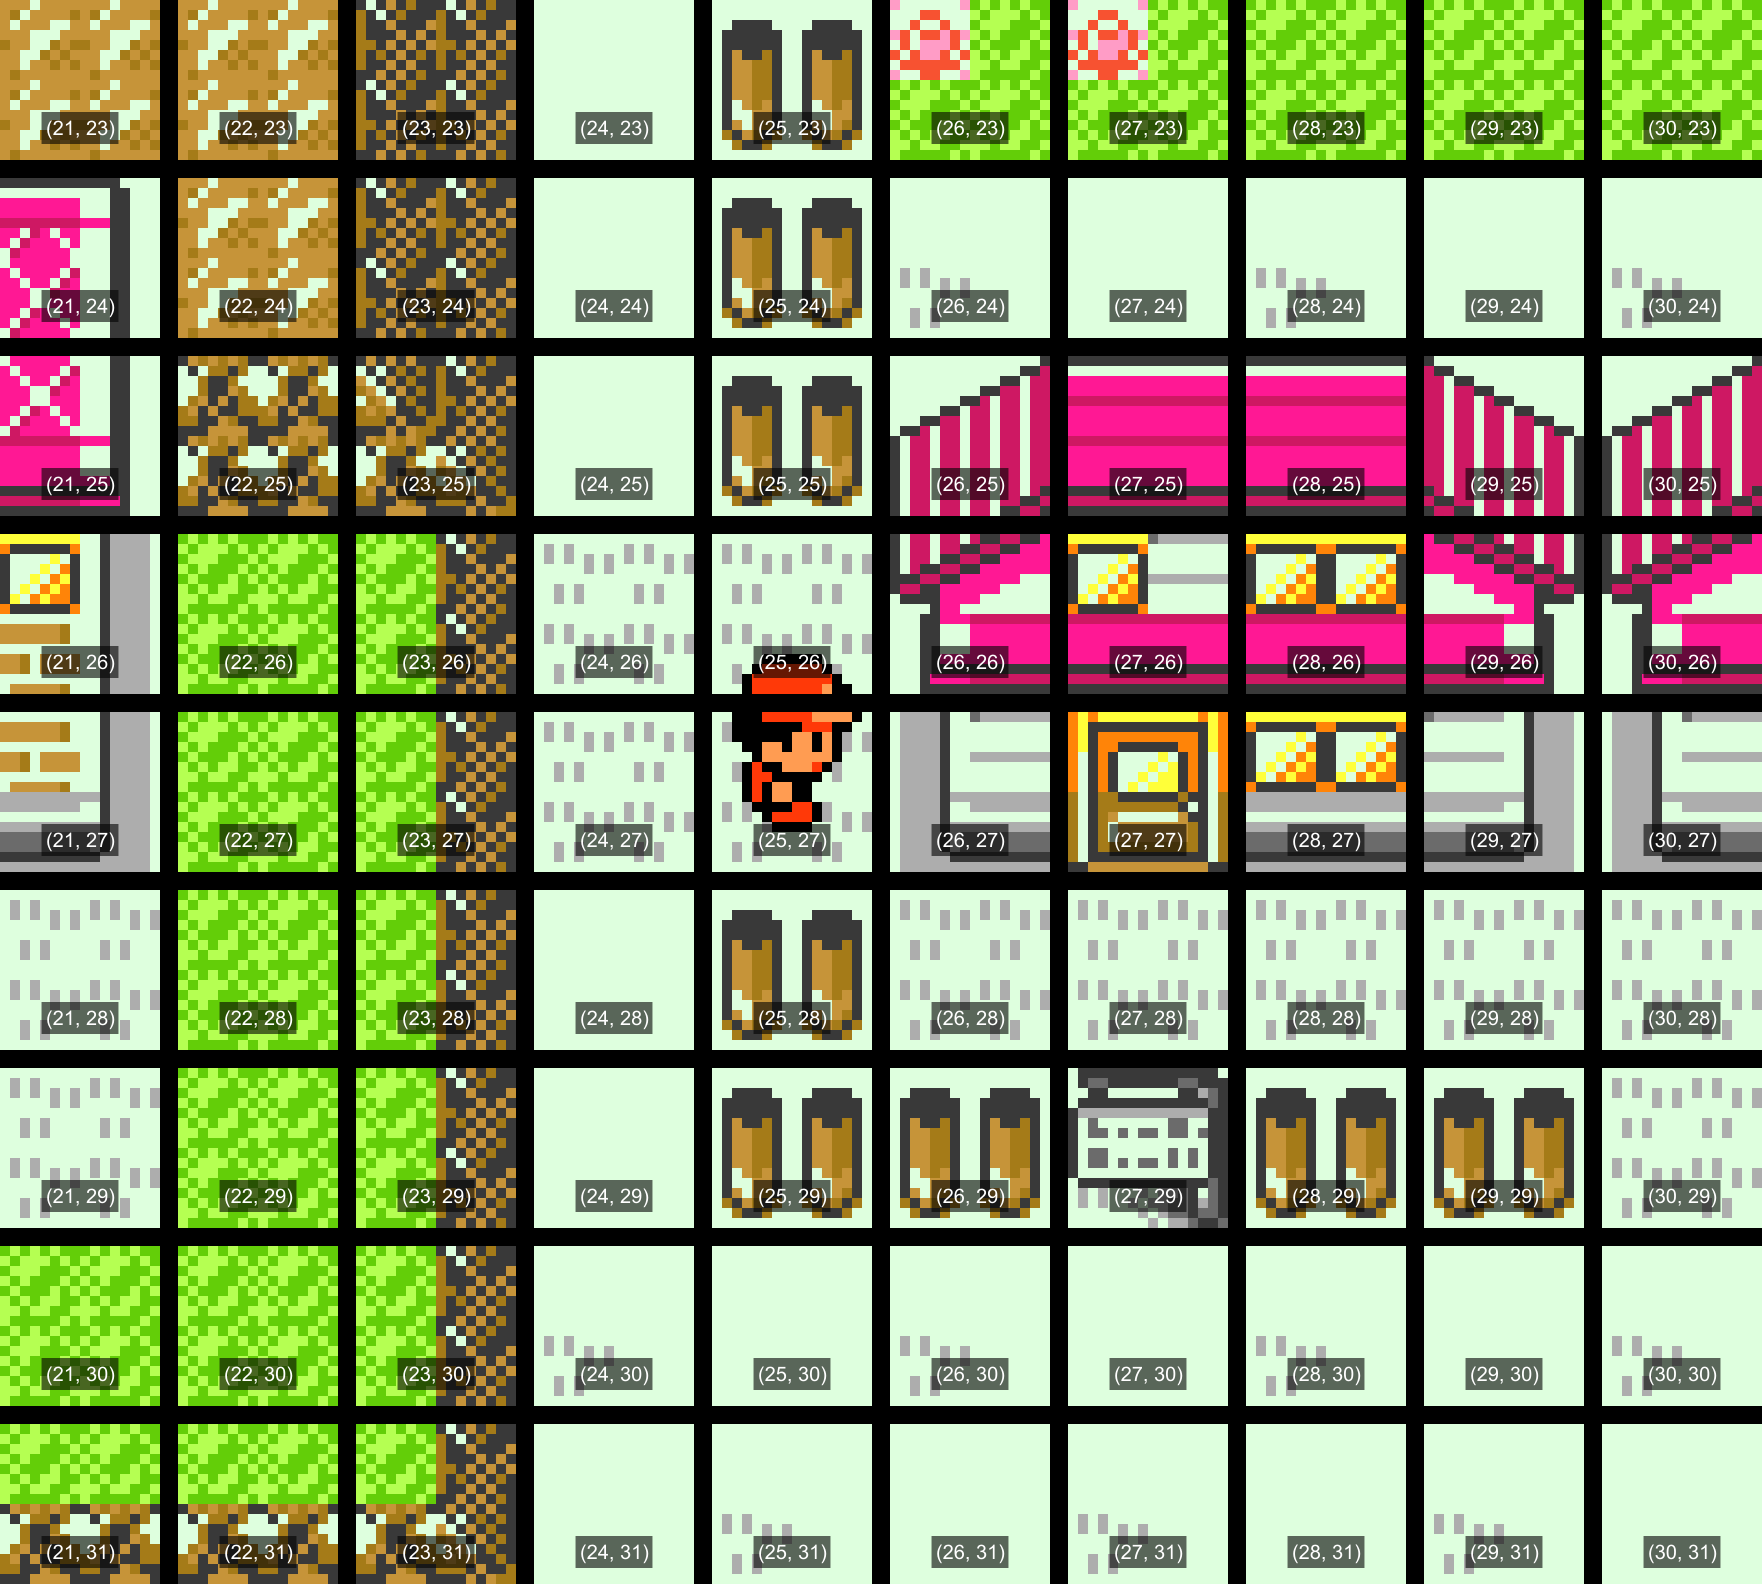 (21, 23) (22, 23) (23, 23) (24, 23) (25, 23) (26, 23) (27, 23) (28, 23) (29, 23) (30, 23)
(21, 24) (22, 24) (23, 24) (24, 24) (25, 24) (26, 24) (27, 24) (28, 24) (29, 24) (30, 24)
(21, 25) (22, 25) (23, 25) (24, 25) (25, 25) (26, 25) (27, 25) (28, 25) (29, 25) (30, 25)
(21, 26) (22, 26) (23, 26) (24, 26) (25, 26) (26, 26) (27, 26) (28, 26) (29, 26) (30, 26)
(21, 27) (22, 27) (23, 27) (24, 27) (25, 27) (26, 27) (27, 27) (28, 27) (29, 27) (30, 27)
(21, 28) (22, 28) (23, 28) (24, 28) (25, 28) (26, 28) (27, 28) (28, 28) (29, 28) (30, 28)
(21, 29) (22, 29) (23, 29) (24, 29) (25, 29) (26, 29) (27, 29) (28, 29) (29, 29) (30, 29)
(21, 30) (22, 30) (23, 30) (24, 30) (25, 30) (26, 30) (27, 30) (28, 30) (29, 30) (30, 30)
(21, 31) (22, 31) (23, 31) (24, 31) (25, 31) (26, 31) (27, 31) (28, 31) (29, 31) (30, 31)